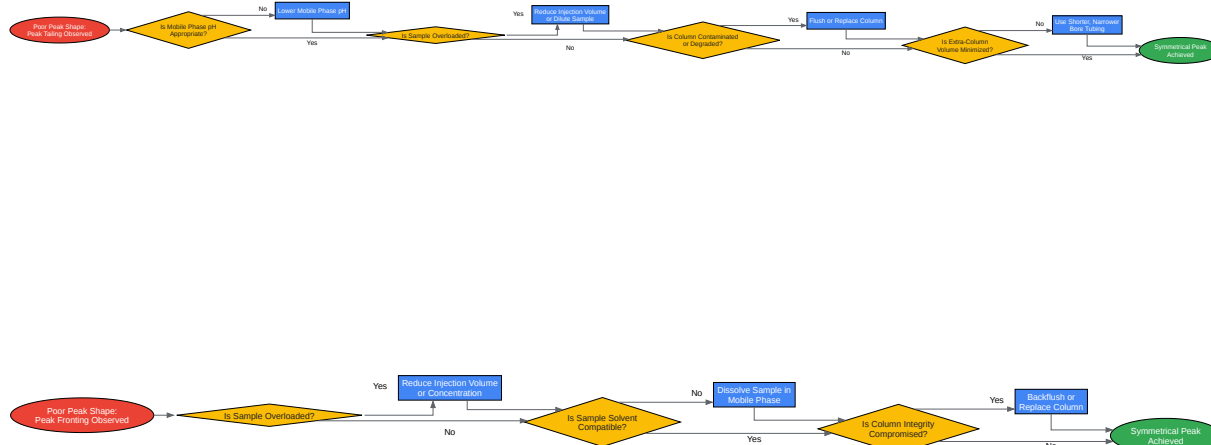 Poor Peak Shape:
Peak Tailing Observed
Is Mobile Phase pH
Appropriate?
No
Lower Mobile Phase pH
Yes
Is Sample Overloaded?
Yes
Reduce Injection Volume
or Dilute Sample
No
Is Column Contaminated
or Degraded?
Yes
Flush or Replace Column
No
Is Extra-Column
Volume Minimized?
No
Use Shorter, Narrower
Bore Tubing
Yes
Symmetrical Peak
Achieved
Poor Peak Shape:
Peak Fronting Observed
Is Sample Overloaded?
Yes
Reduce Injection Volume
or Concentration
No
Is Sample Solvent
Compatible?
No
Dissolve Sample in
Mobile Phase
Yes
Is Column Integrity
Compromised?
Yes
Backflush or
Replace Column
No
Symmetrical Peak
Achieved